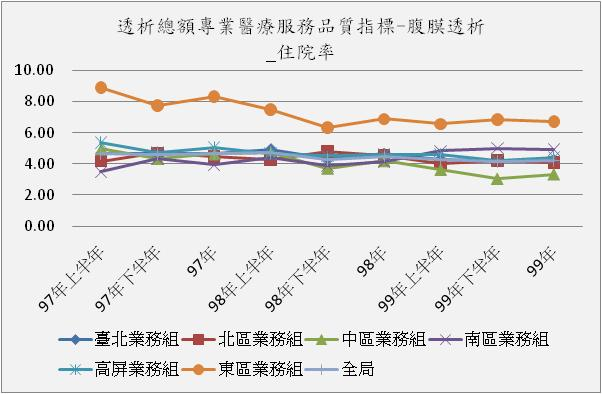 透析總額專業醫療服務品質指標-腹膜透析
_住院率
10.00
8.00
6.00
4.00
2.00
0.00
97年上半年
97年下半年
97年
98年上半年
98年下半年
98年
99年上半年
99年下半年
99年
臺北業務組 北區業務組 中區業務組 南區業務組
高屏業務組 東區業務組 全局